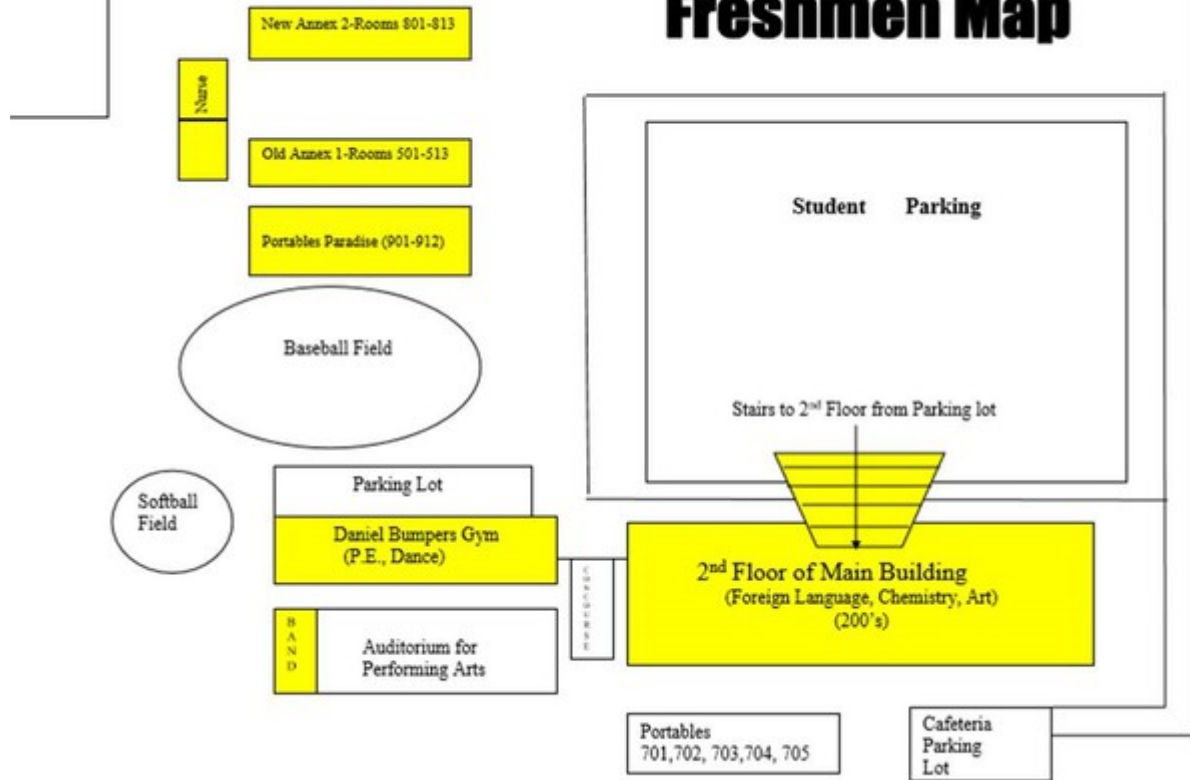 Freshmen Map
New Annex 2-Rooms 801-813
Nurse
Old Annex 1-Rooms 501-513
Portables Paradise (901-912)
Student Parking
Baseball Field
Stairs to 2nd Floor from Parking lot
Softball
Field
Parking Lot
Daniel Bumpers Gym
(P.E., Dance)
CONCOURSE
2nd Floor of Main Building
(Foreign Language, Chemistry, Art)
(200's)
BAND
Auditorium for
Performing Arts
Portables
701,702, 703,704, 705
Cafeteria
Parking
Lot